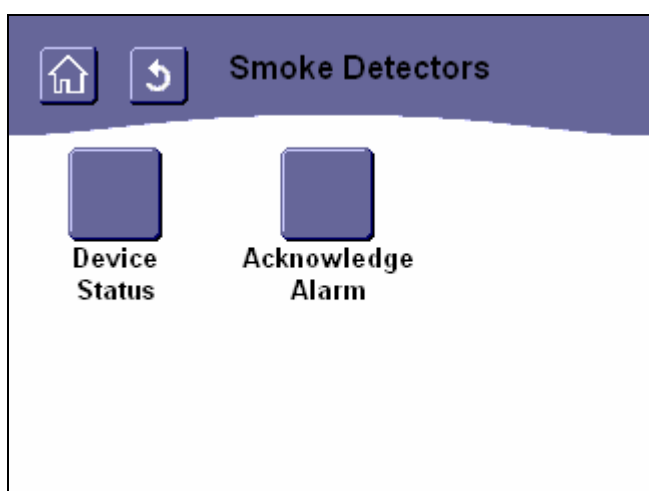 Smoke Detectors
Device
Status
Acknowledge
Alarm